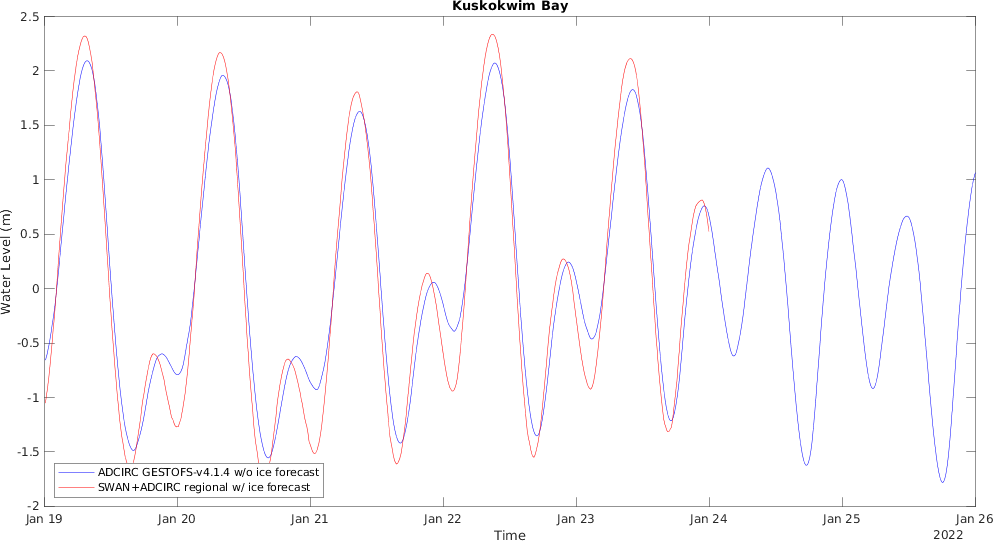 Kuskokwim Bay
2.5
2
1.5
1
0.5
0
-0.5
-1
-1.5
-2
Water Level (m)
ADCIRC GESTOFS-v4.1.4 w/o ice forecast
SWAN+ADCIRC regional w/ ice forecast
Jan 19 Jan 20 Jan 21 Jan 22 Jan 23 Jan 24 Jan 25 Jan 26
Time
2022